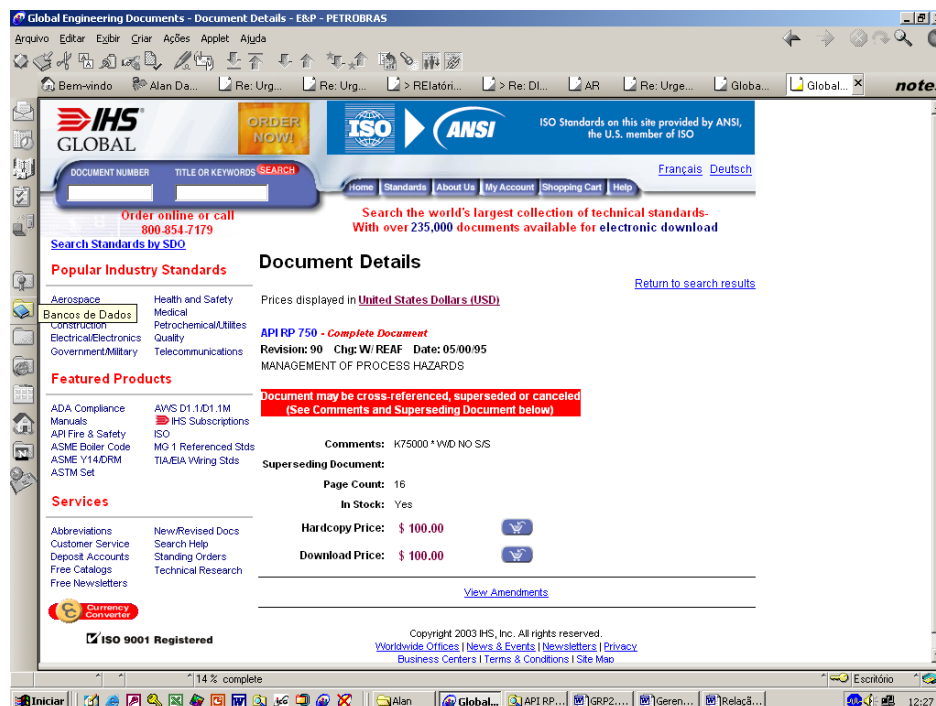 Global Engineering Documents - Document Details - E&P - PETROBRAS
Arquivo Editar Exibir Criar Ações Applet Ajuda
Bem-vindo Alan Da... Re: Urg... Re: Urg... > RElatóri... > Re: Dl... AR Re: Urge... Globa... Global... notes
IHS
GLOBAL
ORDER
NOW!
ISO ANSI
ISO Standards on this site provided by ANSI,
the U.S. member of ISO
DOCUMENT NUMBER TITLE OR KEYWORDS SEARCH
Français Deutsch
Home Standards About Us My Account Shopping Cart Help
Order online or call
800-854-7179
Search the world's largest collection of technical standards-
With over 235,000 documents available for electronic download
Search Standards by SDO
Document Details
Popular Industry Standards
Return to search results
Aerospace Health and Safety
Prices displayed in United States Dollars (USD)
Bancos de Dados Medical
Construction Petrochemical/Utilites
Electrical/Electronics Quality
Government/Military Telecommunications
API RP 750 - Complete Document
Revision: 90 Chg: W/ REAF Date: 05/00/95
MANAGEMENT OF PROCESS HAZARDS
Featured Products
Document may be cross-referenced, superseded or canceled
(See Comments and Superseding Document below)
ADA Compliance AWS D1.1/D1.1M
Manuals IHS Subscriptions
API Fire & Safety ISO
ASME Boiler Code MG 1 Referenced Stds
ASME Y14/DRM TIA/EIA Wiring Stds
ASTM Set
Comments: K75000 * W/D NO S/S
Superseding Document:
Page Count: 16
In Stock: Yes
Hardcopy Price: $ 100.00
Download Price: $ 100.00
Services
Abbreviations New/Revised Docs
Customer Service Search Help
Deposit Accounts Standing Orders
Free Catalogs Technical Research
Free Newsletters
View Amendments
Currency
Converter
ISO 9001 Registered
Copyright 2003 IHS, Inc. All rights reserved.
Worldwide Offices | News & Events | Newsletters | Privacy
Business Centers | Terms & Conditions | Site Map
14 % complete Escritório
Iniciar Alan Global... API RP... GRP2.... Geren... Relaçã... 12:27